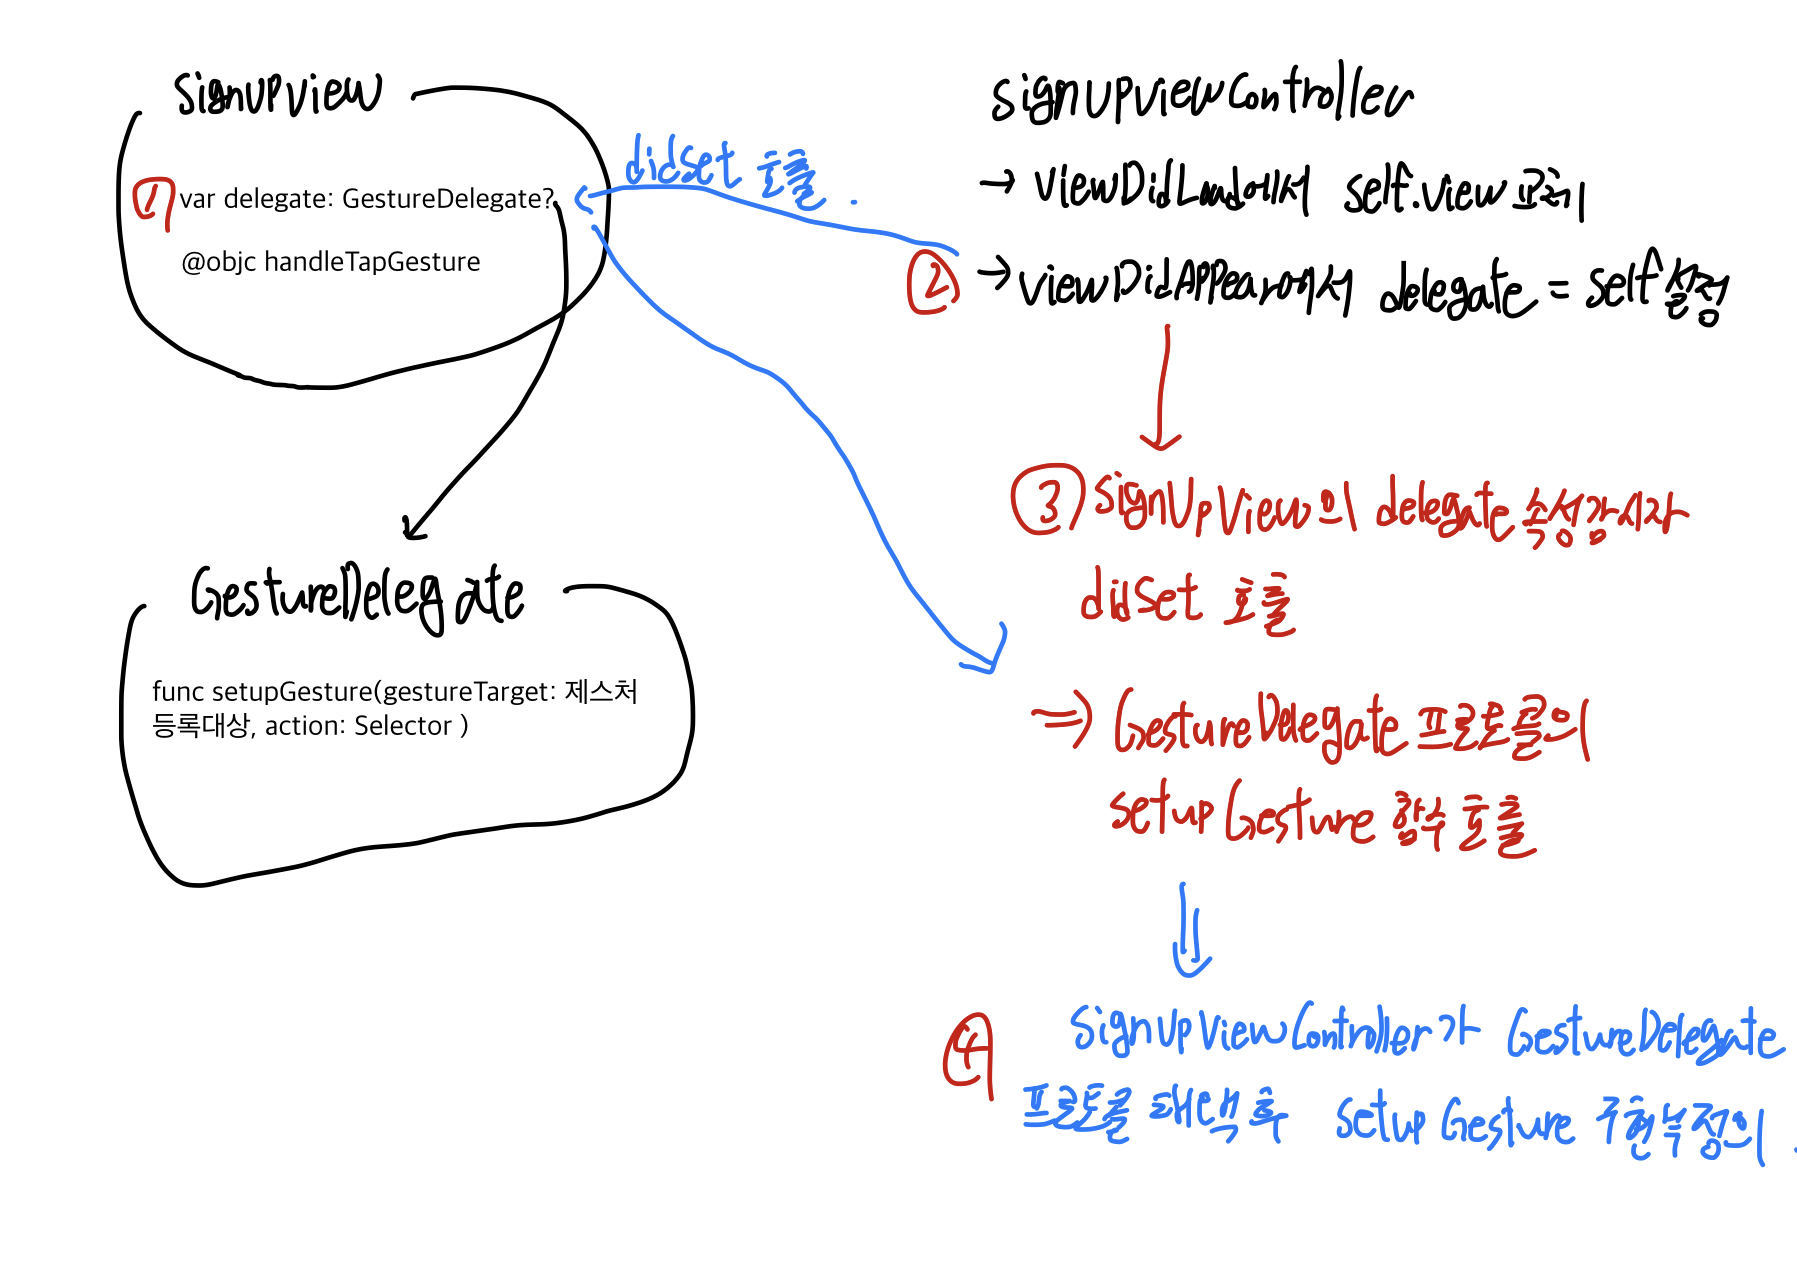 SignUpView
① var delegate: GestureDelegate?
@objc handleTapGesture
didSet 호출.
SignUpViewController
→ viewDidLoad에서 self.view 교체
② → viewDidAppear에서 delegate = self 설정
③ SignUpView의 delegate 속성감시자
didSet 호출
⇒ GestureDelegate 프로토콜의
setupGesture 함수 호출
④ SignUpViewController가 GestureDelegate
프로토콜 채택 후 setupGesture 구현부 정의.
GestureDelegate
func setupGesture(gestureTarget: 제스처
등록대상, action: Selector )